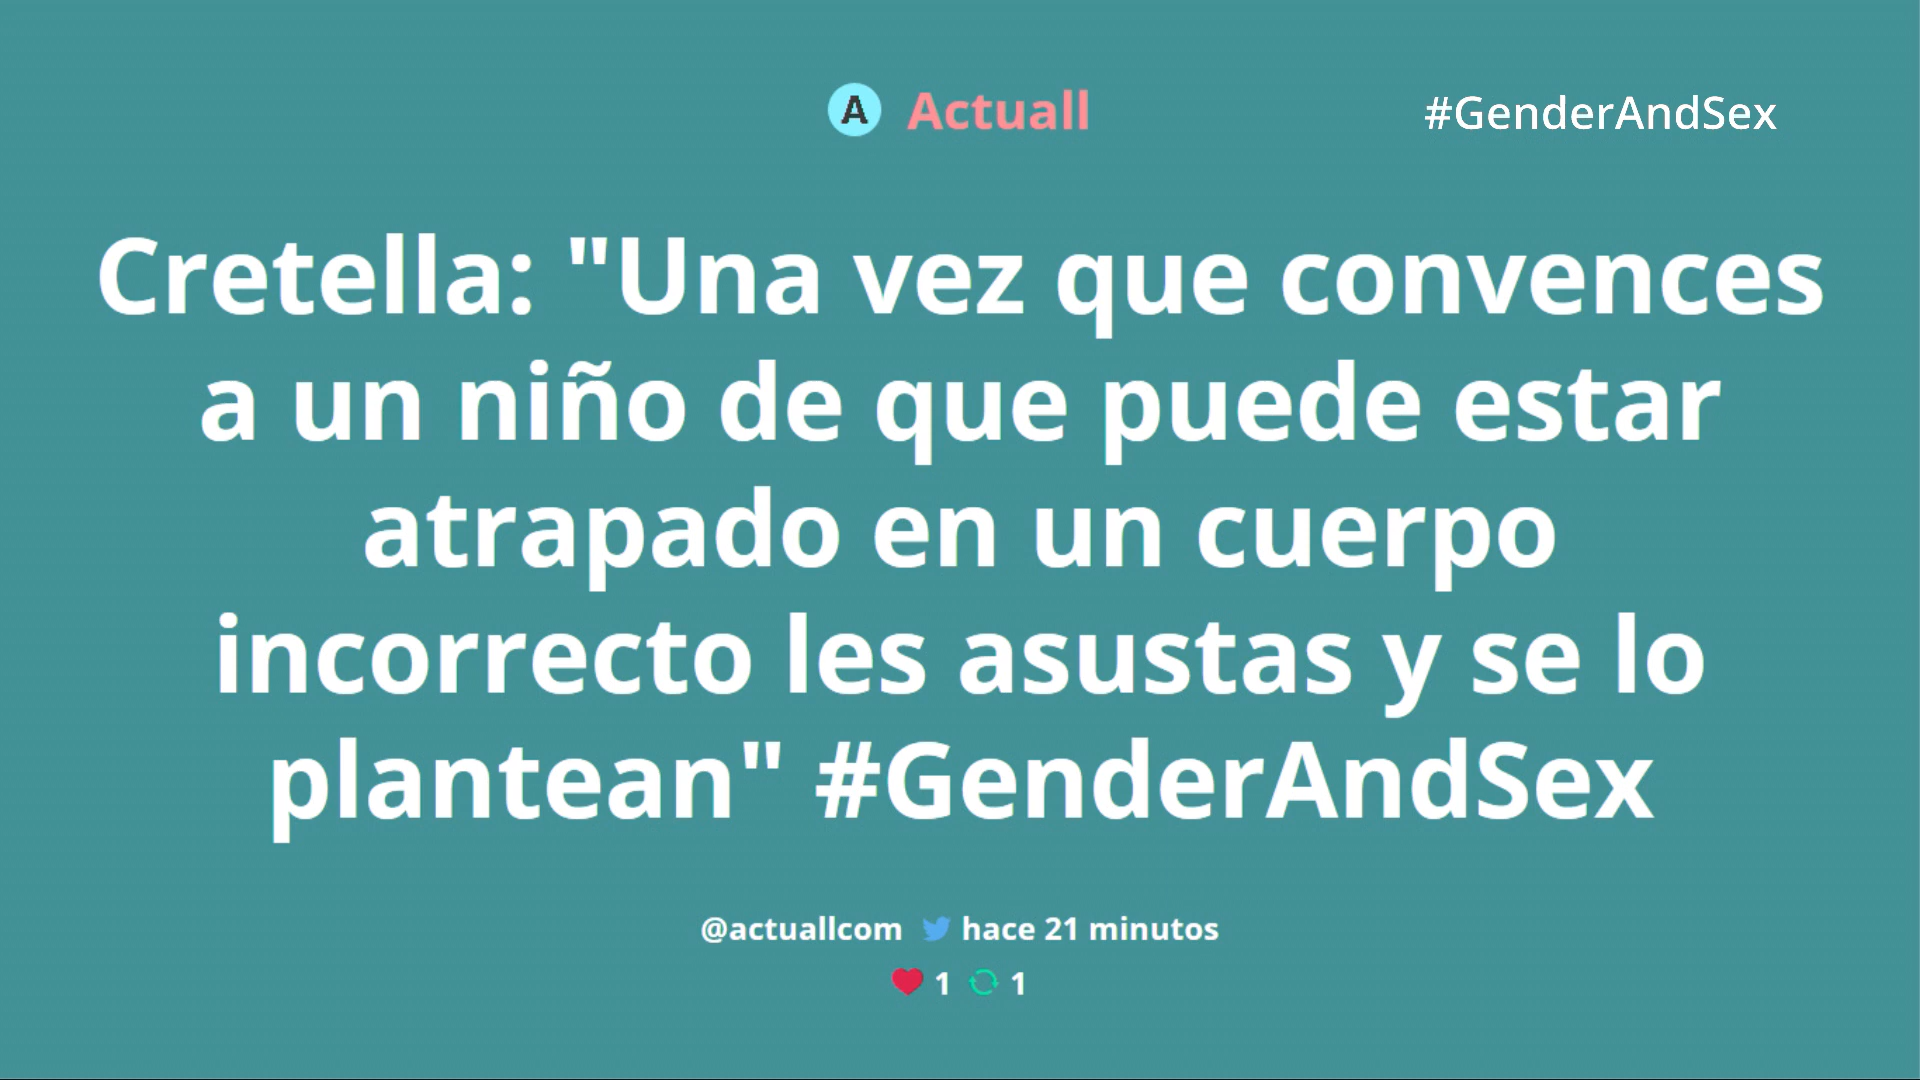 A Actuall
#GenderAndSex
Cretella: "Una vez que convences
a un niño de que puede estar
atrapado en un cuerpo
incorrecto les asustas y se lo
plantean" #GenderAndSex
@actuallcom hace 21 minutos
1 1